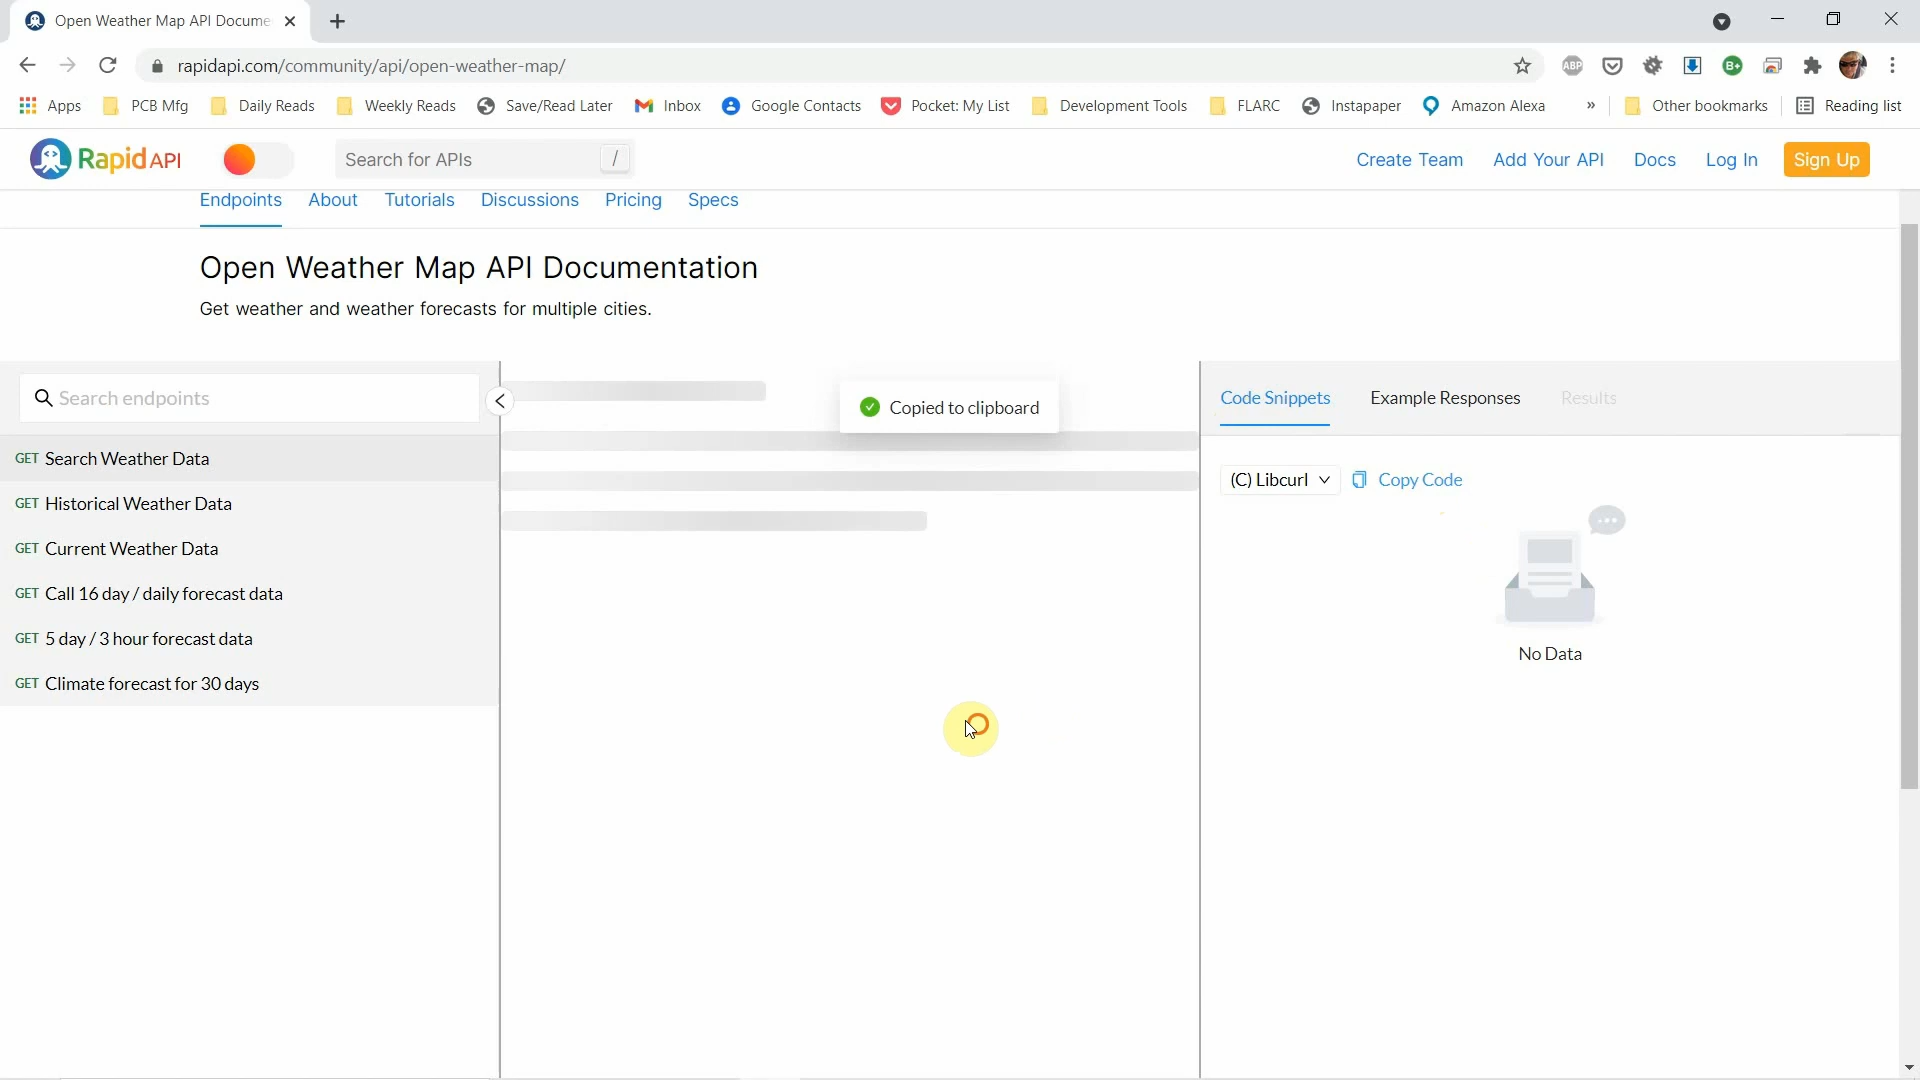 Open Weather Map API Docume
rapidapi.com/community/api/open-weather-map/
ABP
B+
Apps PCB Mfg Daily Reads Weekly Reads Save/Read Later Inbox Google Contacts Pocket: My List Development Tools FLARC Instapaper Amazon Alexa » Other bookmarks Reading list
RapidAPI Search for APIs / Create Team Add Your API Docs Log In Sign Up
Endpoints About Tutorials Discussions Pricing Specs
Open Weather Map API Documentation
Get weather and weather forecasts for multiple cities.
Search endpoints
Copied to clipboard
Code Snippets Example Responses Results
GET Search Weather Data
GET Historical Weather Data
GET Current Weather Data
GET Call 16 day / daily forecast data
GET 5 day / 3 hour forecast data
GET Climate forecast for 30 days
(C) Libcurl Copy Code
No Data